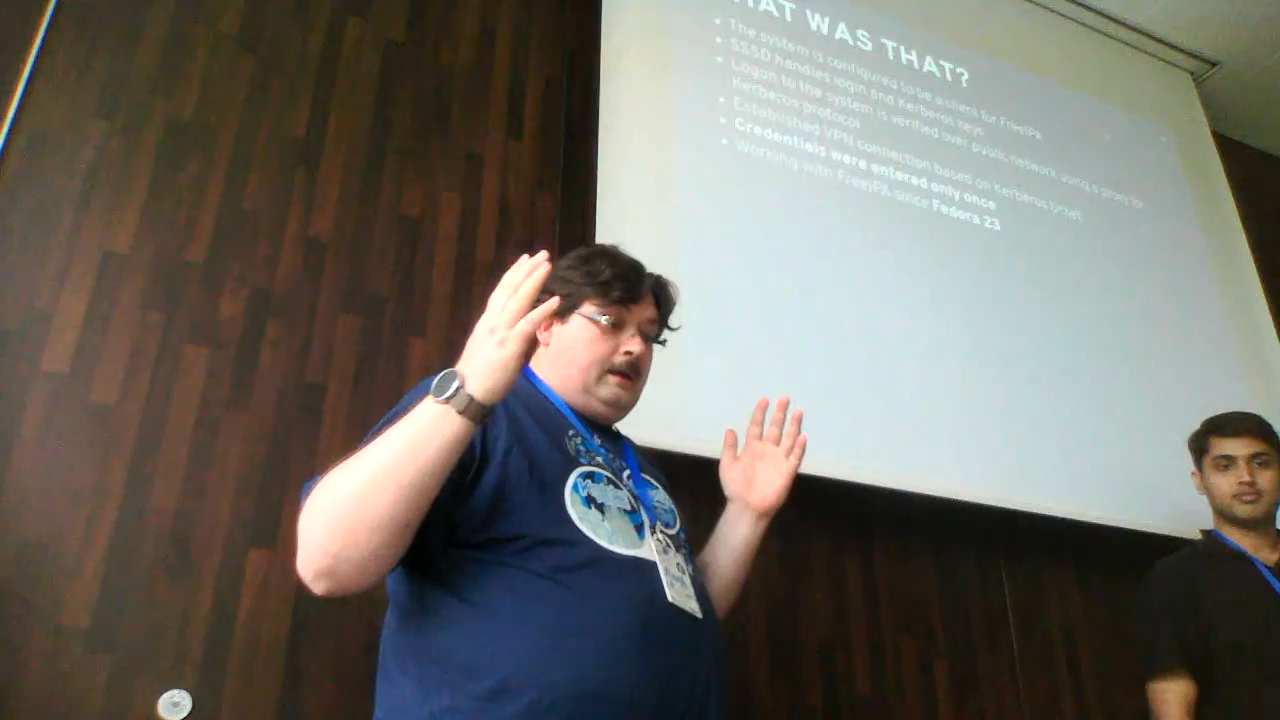 HAT WAS THAT?
• The system is configured to be a client for FreeIPA
• SSSD handles login and Kerberos keys
• Logon to the system is verified over public network using a proxy for
Kerberos protocol
• Established VPN connection based on Kerberos ticket
• Credentials were entered only once
• Working with FreeIPA since Fedora 23